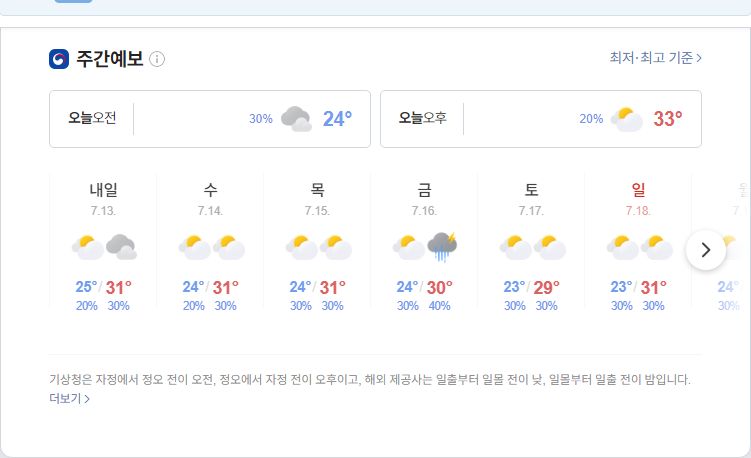 주간예보
최저·최고 기준
오늘오전 30% 24°
오늘오후 20% 33°
내일 수 목 금 토 일 월
7.13. 7.14. 7.15. 7.16. 7.17. 7.18.
25°/31° 24°/31° 24°/31° 24°/30° 23°/29° 23°/31° 24°
20% 30% 20% 30% 30% 30% 30% 40% 30% 30% 30% 30% 30%
기상청은 자정에서 정오 전이 오전, 정오에서 자정 전이 오후이고, 해외 제공사는 일출부터 일몰 전이 낮, 일몰부터 일출 전이 밤입니다.
더보기